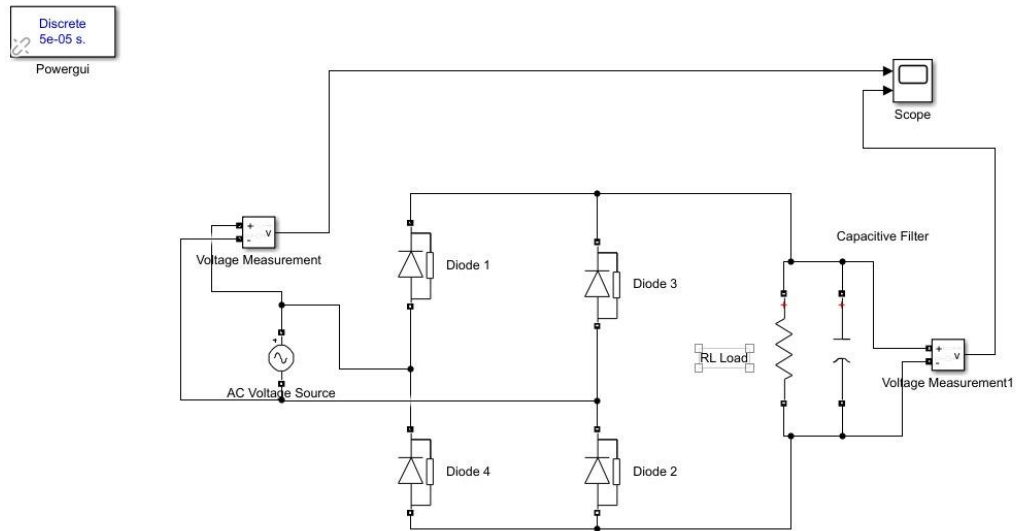 Discrete
5e-05 s.
Powergui
Scope
+
-
v
Voltage Measurement
Diode 1
Diode 3
Capacitive Filter
+
AC Voltage Source
RL Load
+
+
+
-
v
Voltage Measurement1
Diode 4
Diode 2